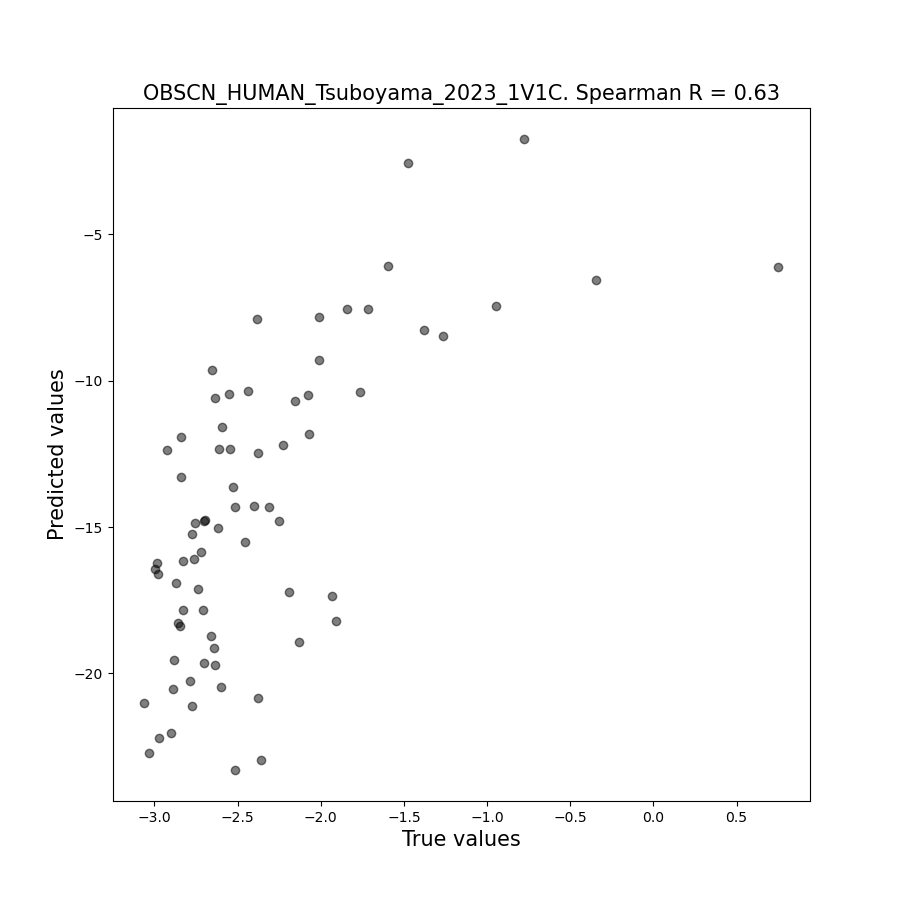 OBSCN_HUMAN_Tsuboyama_2023_1V1C. Spearman R = 0.63
Predicted values
−5
−10
−15
−20
−3.0 −2.5 −2.0 −1.5 −1.0 −0.5 0.0 0.5
True values